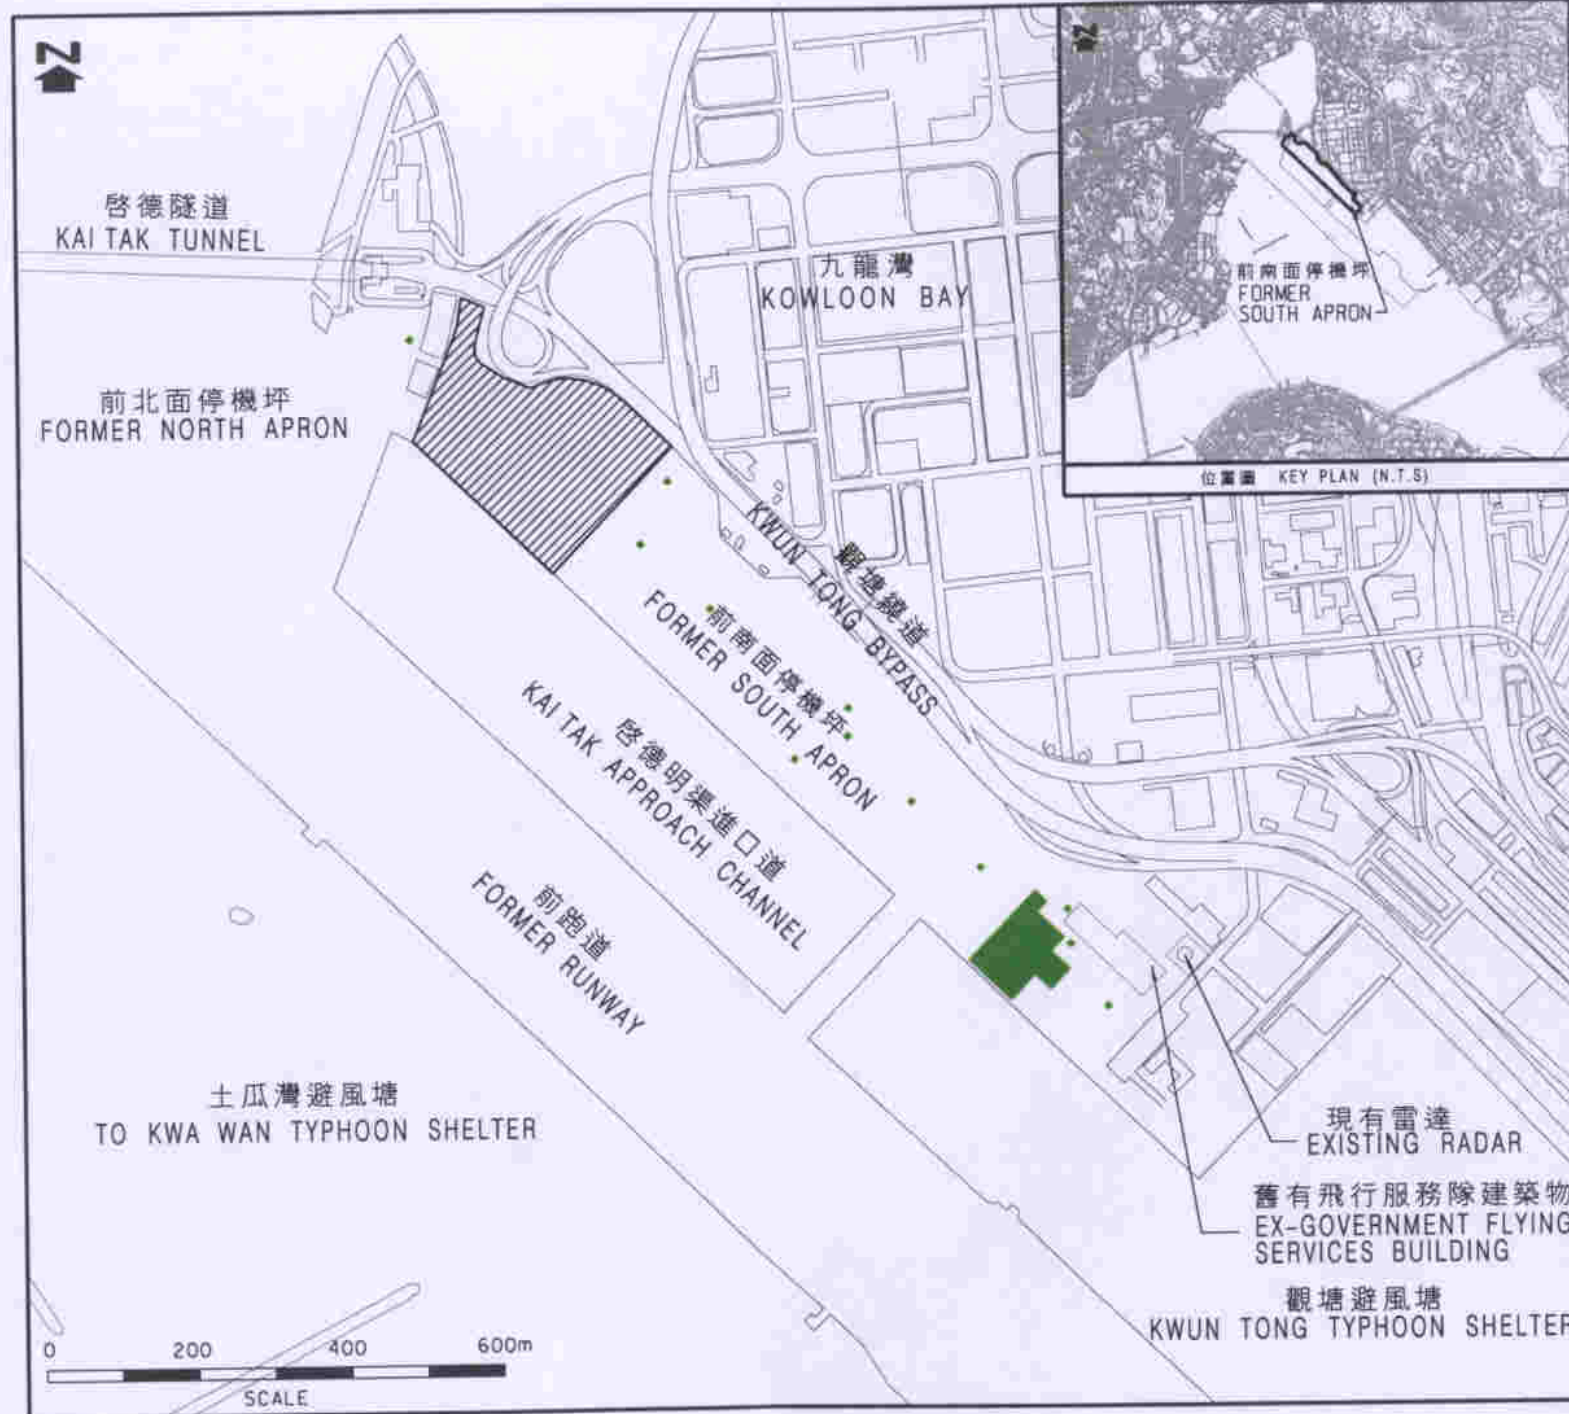 N
N
啓德隧道
KAI TAK TUNNEL
九龍灣
KOWLOON BAY
前南面停機坪
FORMER
SOUTH APRON
前北面停機坪
FORMER NORTH APRON
位置圖 KEY PLAN (N.T.S)
觀塘繞道
KWUN TONG BYPASS
前南面停機坪
FORMER SOUTH APRON
啓德明渠進口道
KAI TAK APPROACH CHANNEL
前跑道
FORMER RUNWAY
土瓜灣避風塘
TO KWA WAN TYPHOON SHELTER
現有雷達
EXISTING RADAR
舊有飛行服務隊建築物
EX-GOVERNMENT FLYING
SERVICES BUILDING
觀塘避風塘
KWUN TONG TYPHOON SHELTER
0 200 400 600m
SCALE